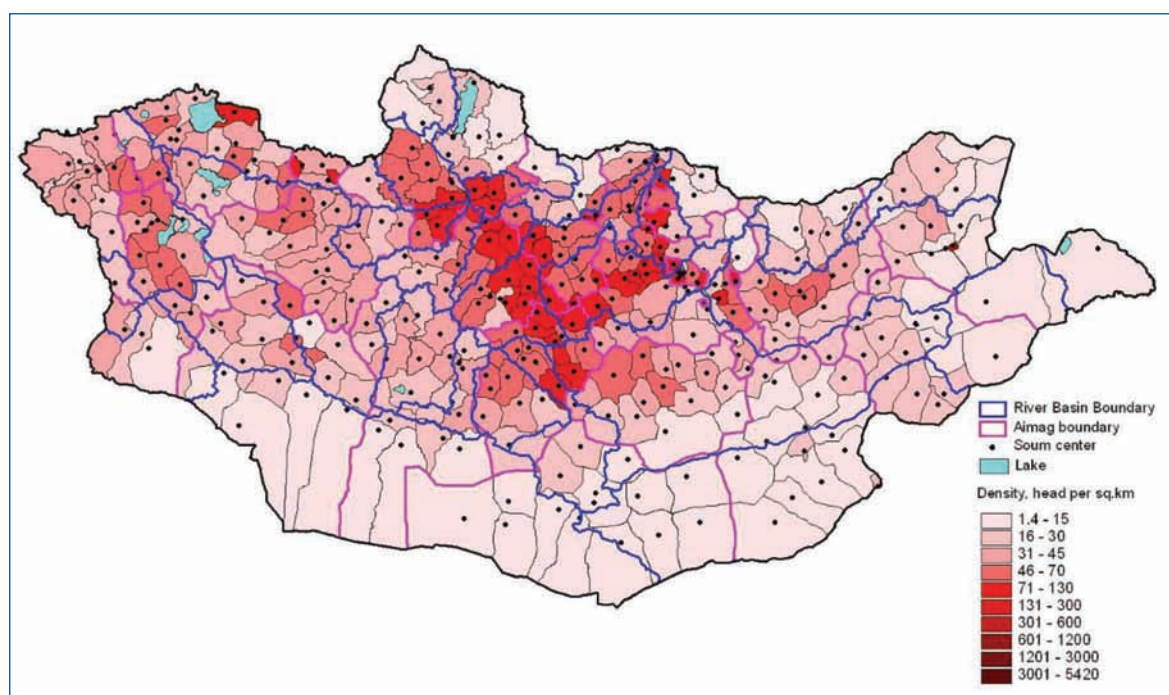 River Basin Boundary
Aimag boundary
Soum center
Lake
Density, head per sq.km
1.4 - 15
16 - 30
31 - 45
46 - 70
71 - 130
131 - 300
301 - 600
601 - 1200
1201 - 3000
3001 - 5420